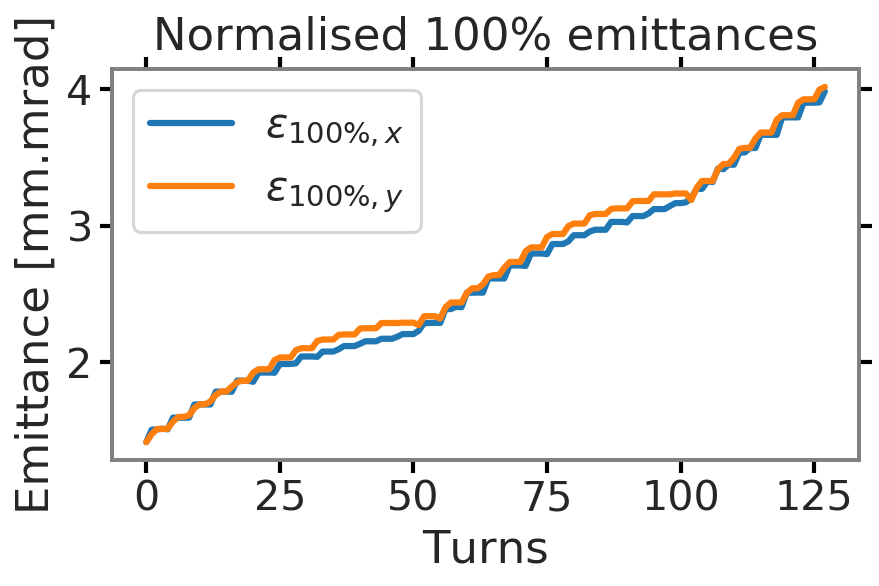 Normalised 100% emittances
Emittance [mm.mrad]
4
3
2
ε100%, x
ε100%, y
0 25 50 75 100 125
Turns